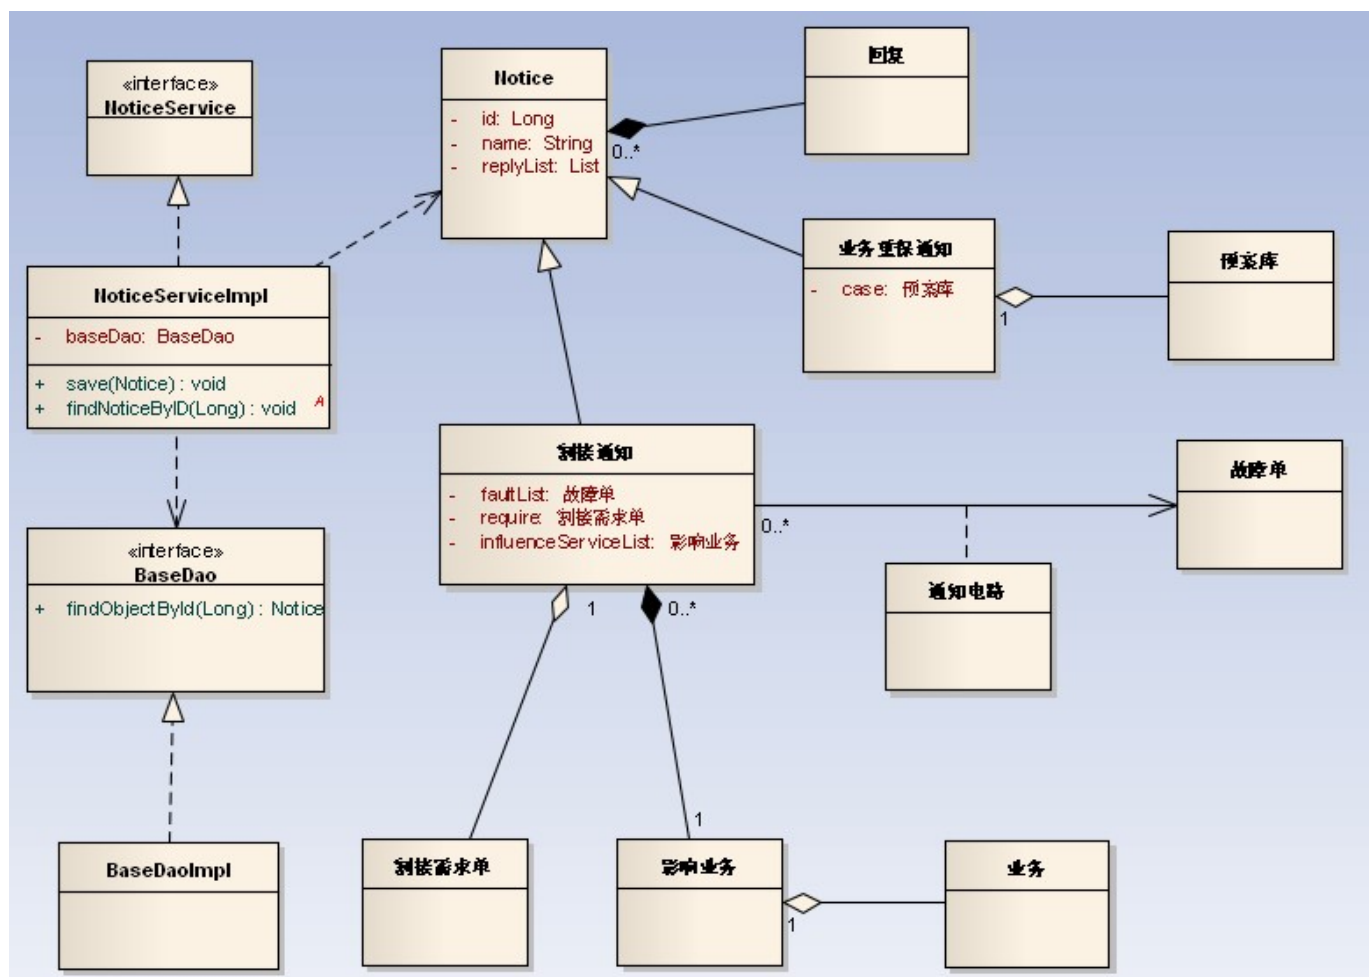 «interface»
NoticeService
Notice
- id: Long
- name: String
- replyList: List
0..*
回复
NoticeServiceImpl
- baseDao: BaseDao
+ save(Notice) : void
+ findNoticeByID(Long) : void
A
业务重保通知
- case: 预案库
1
预案库
«interface»
BaseDao
+ findObjectById(Long) : Notice
割接通知
- faultList: 故障单
- require: 割接需求单
- influenceServiceList: 影响业务
0..*
故障单
通知电路
1
0..*
BaseDaoImpl
割接需求单
1
影响业务
1
业务